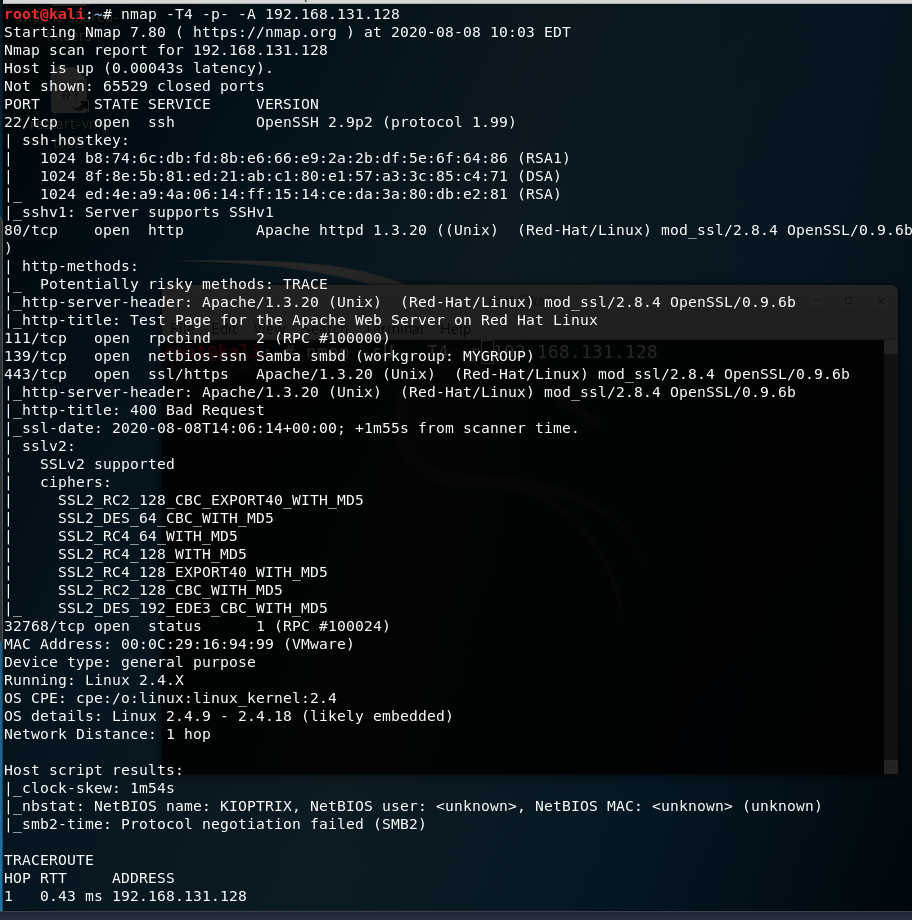 root@kali:~# nmap -T4 -p- -A 192.168.131.128
Starting Nmap 7.80 ( https://nmap.org ) at 2020-08-08 10:03 EDT
Nmap scan report for 192.168.131.128
Host is up (0.00043s latency).
Not shown: 65529 closed ports
PORT      STATE SERVICE     VERSION
22/tcp    open  ssh         OpenSSH 2.9p2 (protocol 1.99)
| ssh-hostkey:
|   1024 b8:74:6c:db:fd:8b:e6:66:e9:2a:2b:df:5e:6f:64:86 (RSA1)
|   1024 8f:8e:5b:81:ed:21:ab:c1:80:e1:57:a3:3c:85:c4:71 (DSA)
|_  1024 ed:4e:a9:4a:06:14:ff:15:14:ce:da:3a:80:db:e2:81 (RSA)
|_sshv1: Server supports SSHv1
80/tcp    open  http        Apache httpd 1.3.20 ((Unix)  (Red-Hat/Linux) mod_ssl/2.8.4 OpenSSL/0.9.6b
)
| http-methods:
|_  Potentially risky methods: TRACE
|_http-server-header: Apache/1.3.20 (Unix)  (Red-Hat/Linux) mod_ssl/2.8.4 OpenSSL/0.9.6b
|_http-title: Test Page for the Apache Web Server on Red Hat Linux
File Edit View Search Terminal Help
111/tcp   open  rpcbind     2 (RPC #100000)
139/tcp   open  netbios-ssn Samba smbd (workgroup: MYGROUP)
443/tcp   open  ssl/https   Apache/1.3.20 (Unix)  (Red-Hat/Linux) mod_ssl/2.8.4 OpenSSL/0.9.6b
|_http-server-header: Apache/1.3.20 (Unix)  (Red-Hat/Linux) mod_ssl/2.8.4 OpenSSL/0.9.6b
|_http-title: 400 Bad Request
|_ssl-date: 2020-08-08T14:06:14+00:00; +1m55s from scanner time.
| sslv2:
|   SSLv2 supported
|   ciphers:
|     SSL2_RC2_128_CBC_EXPORT40_WITH_MD5
|     SSL2_DES_64_CBC_WITH_MD5
|     SSL2_RC4_64_WITH_MD5
|     SSL2_RC4_128_WITH_MD5
|     SSL2_RC4_128_EXPORT40_WITH_MD5
|     SSL2_RC2_128_CBC_WITH_MD5
|_    SSL2_DES_192_EDE3_CBC_WITH_MD5
32768/tcp open  status      1 (RPC #100024)
MAC Address: 00:0C:29:16:94:99 (VMware)
Device type: general purpose
Running: Linux 2.4.X
OS CPE: cpe:/o:linux:linux_kernel:2.4
OS details: Linux 2.4.9 - 2.4.18 (likely embedded)
Network Distance: 1 hop
Host script results:
|_clock-skew: 1m54s
|_nbstat: NetBIOS name: KIOPTRIX, NetBIOS user: <unknown>, NetBIOS MAC: <unknown> (unknown)
|_smb2-time: Protocol negotiation failed (SMB2)
TRACEROUTE
HOP RTT     ADDRESS
1   0.43 ms 192.168.131.128